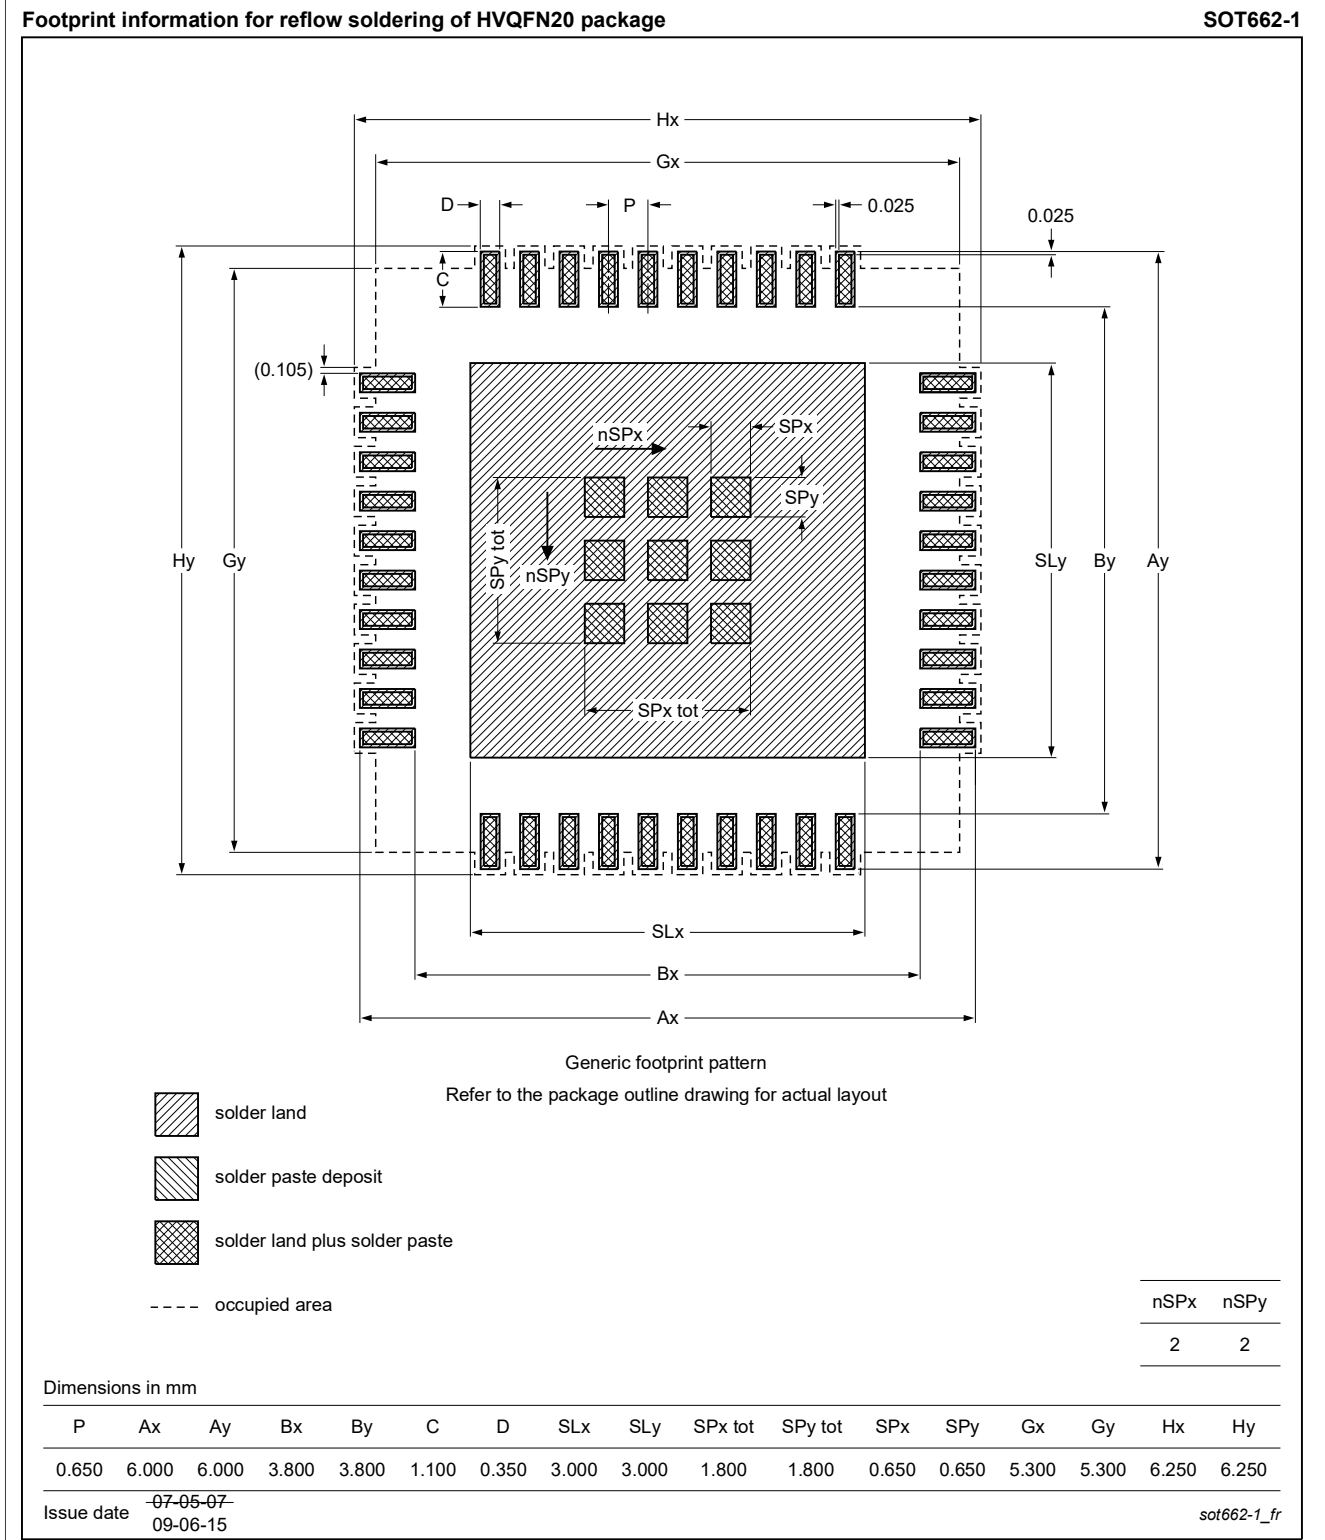 Footprint information for reflow soldering of HVQFN20 package SOT662-1
Hx
Gx
D P 0.025
0.025
C
(0.105)
nSPx SPx
SPy
SPy tot
nSPy
Hy Gy SLy By Ay
SPx tot
SLx
Bx
Ax
Generic footprint pattern
Refer to the package outline drawing for actual layout
solder land
solder paste deposit
solder land plus solder paste
occupied area
nSPx nSPy
2 2
Dimensions in mm
P Ax Ay Bx By C D SLx SLy SPx tot SPy tot SPx SPy Gx Gy Hx Hy
0.650 6.000 6.000 3.800 3.800 1.100 0.350 3.000 3.000 1.800 1.800 0.650 0.650 5.300 5.300 6.250 6.250
Issue date 07-05-07
09-06-15 sot662-1_fr